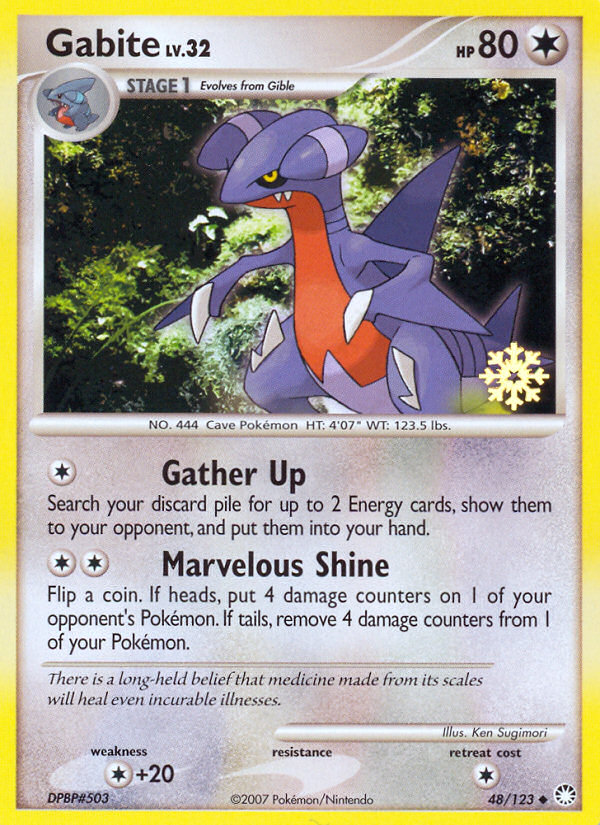 Gabite LV.32
HP 80
STAGE 1 Evolves from Gible
NO. 444 Cave Pokémon HT: 4'07" WT: 123.5 lbs.
Gather Up
Search your discard pile for up to 2 Energy cards, show them
to your opponent, and put them into your hand.
Marvelous Shine
Flip a coin. If heads, put 4 damage counters on 1 of your
opponent's Pokémon. If tails, remove 4 damage counters from 1
of your Pokémon.
There is a long-held belief that medicine made from its scales
will heal even incurable illnesses.
Illus. Ken Sugimori
weakness resistance retreat cost
+20
DPBP#503 ©2007 Pokémon/Nintendo 48/123